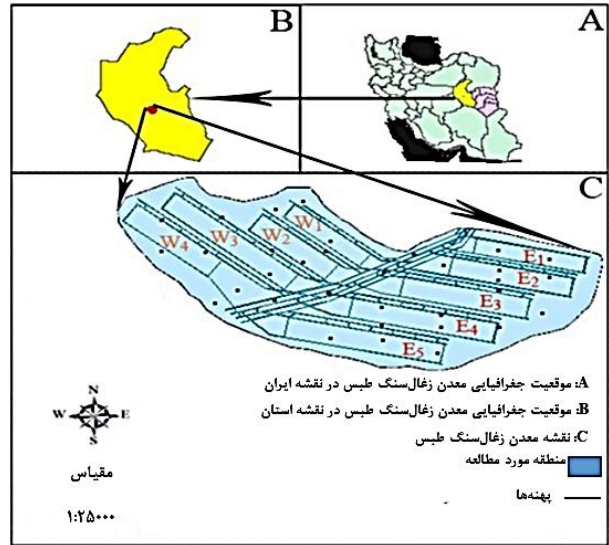 B
A
C
W1
W2
W3
W4
E1
E2
E3
E4
E5
A: موقعیت جغرافیایی معدن زغال‌سنگ طبس در نقشه ایران
B: موقعیت جغرافیایی معدن زغال‌سنگ طبس در نقشه استان
C: نقشه معدن زغال‌سنگ طبس
منطقه مورد مطالعه
پهنه‌ها
N
W E
S
مقیاس
۱:۲۵۰۰۰